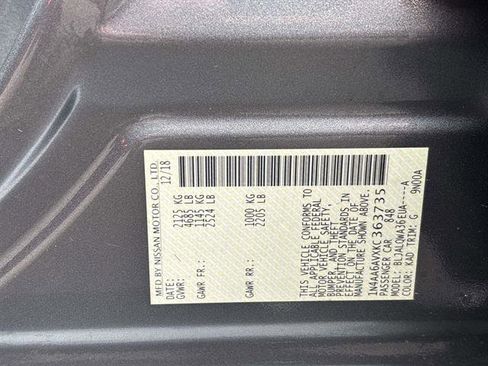 MFD BY NISSAN MOTOR CO., LTD.
DATE: 12/18
GVWR: 2125 KG
4685 LB
GAWR FR: 1145 KG
2524 LB
GAWR RR: 1000 KG
2205 LB
THIS VEHICLE CONFORMS TO
ALL APPLICABLE FEDERAL
MOTOR VEHICLE SAFETY,
BUMPER, AND THEFT
PREVENTION STANDARDS IN
EFFECT ON THE DATE OF
MANUFACTURE SHOWN ABOVE.
1N4AA6AVXKC363735
PASSENGER CAR 848
MODEL: BLJALQWA36EUA----A
COLOR: KAD TRIM: G 9N00A